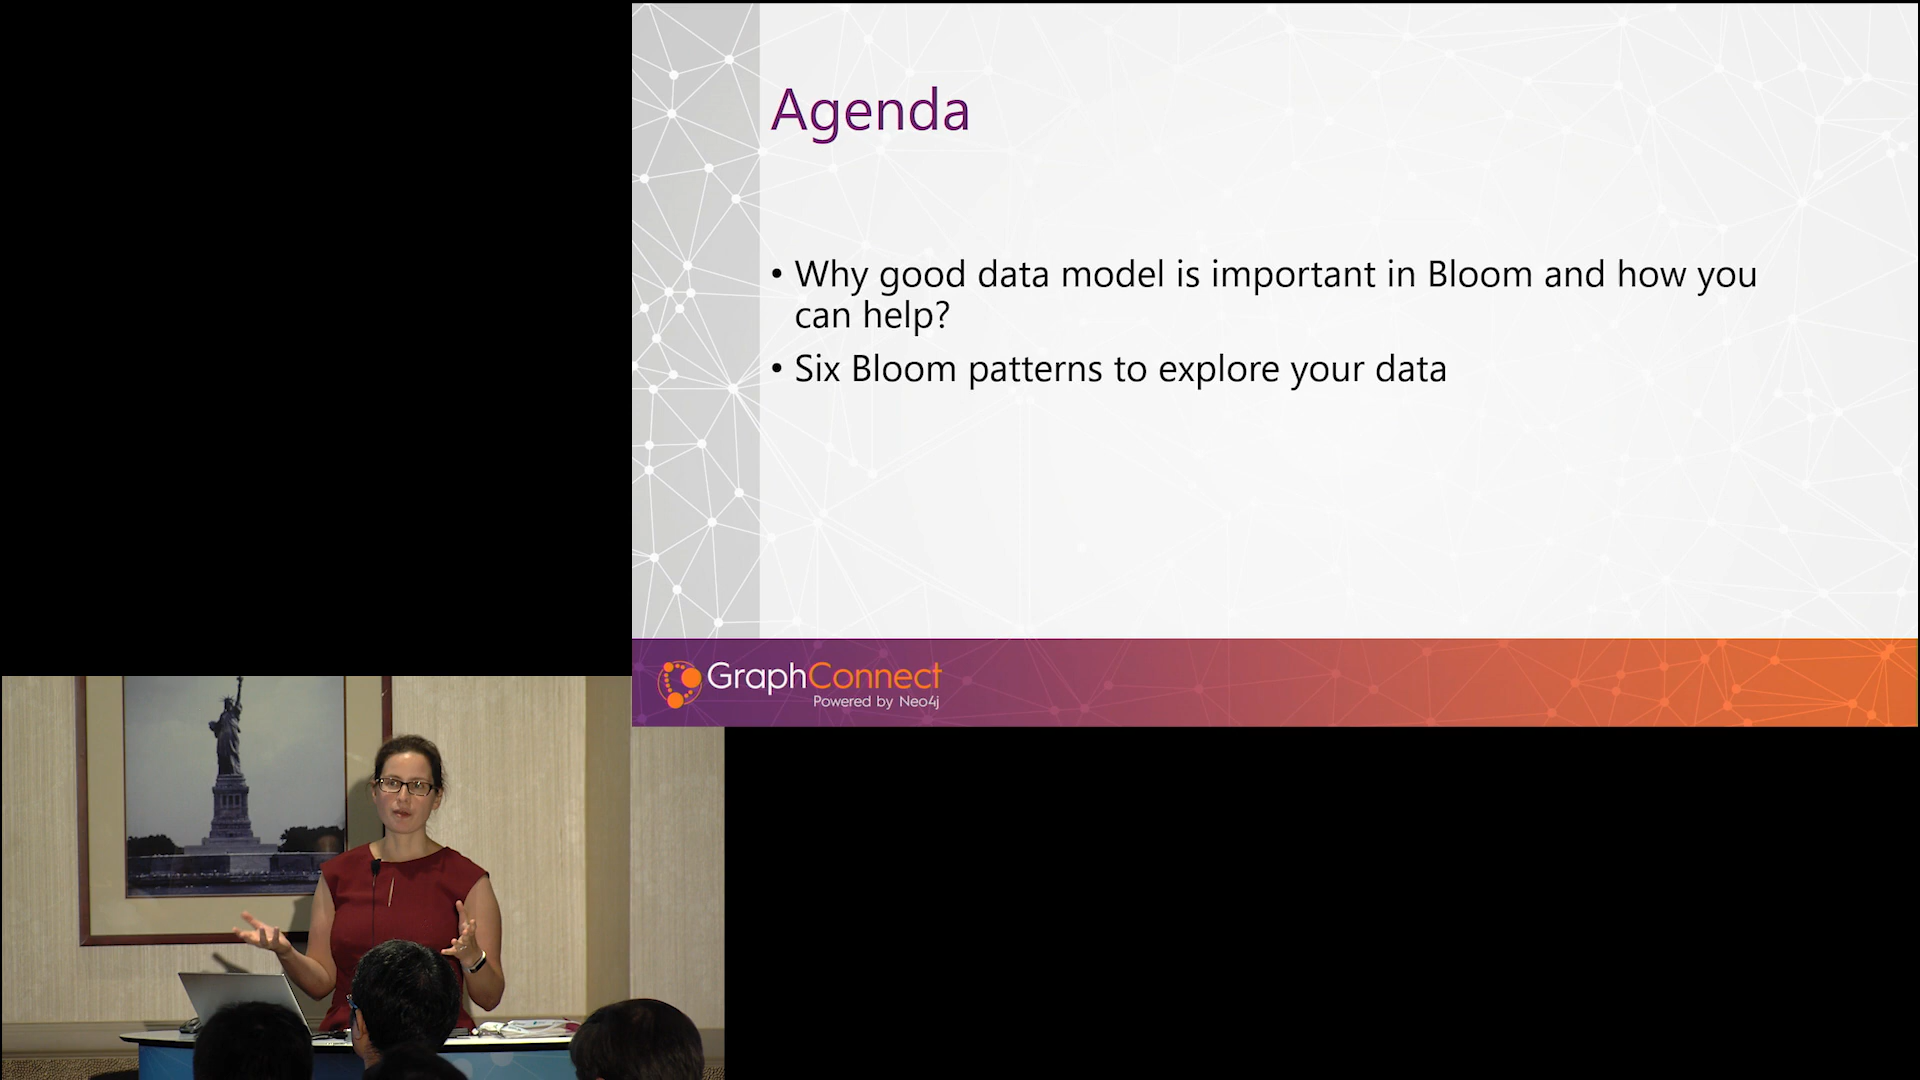 Agenda
• Why good data model is important in Bloom and how you
can help?
• Six Bloom patterns to explore your data
GraphConnect
Powered by Neo4j